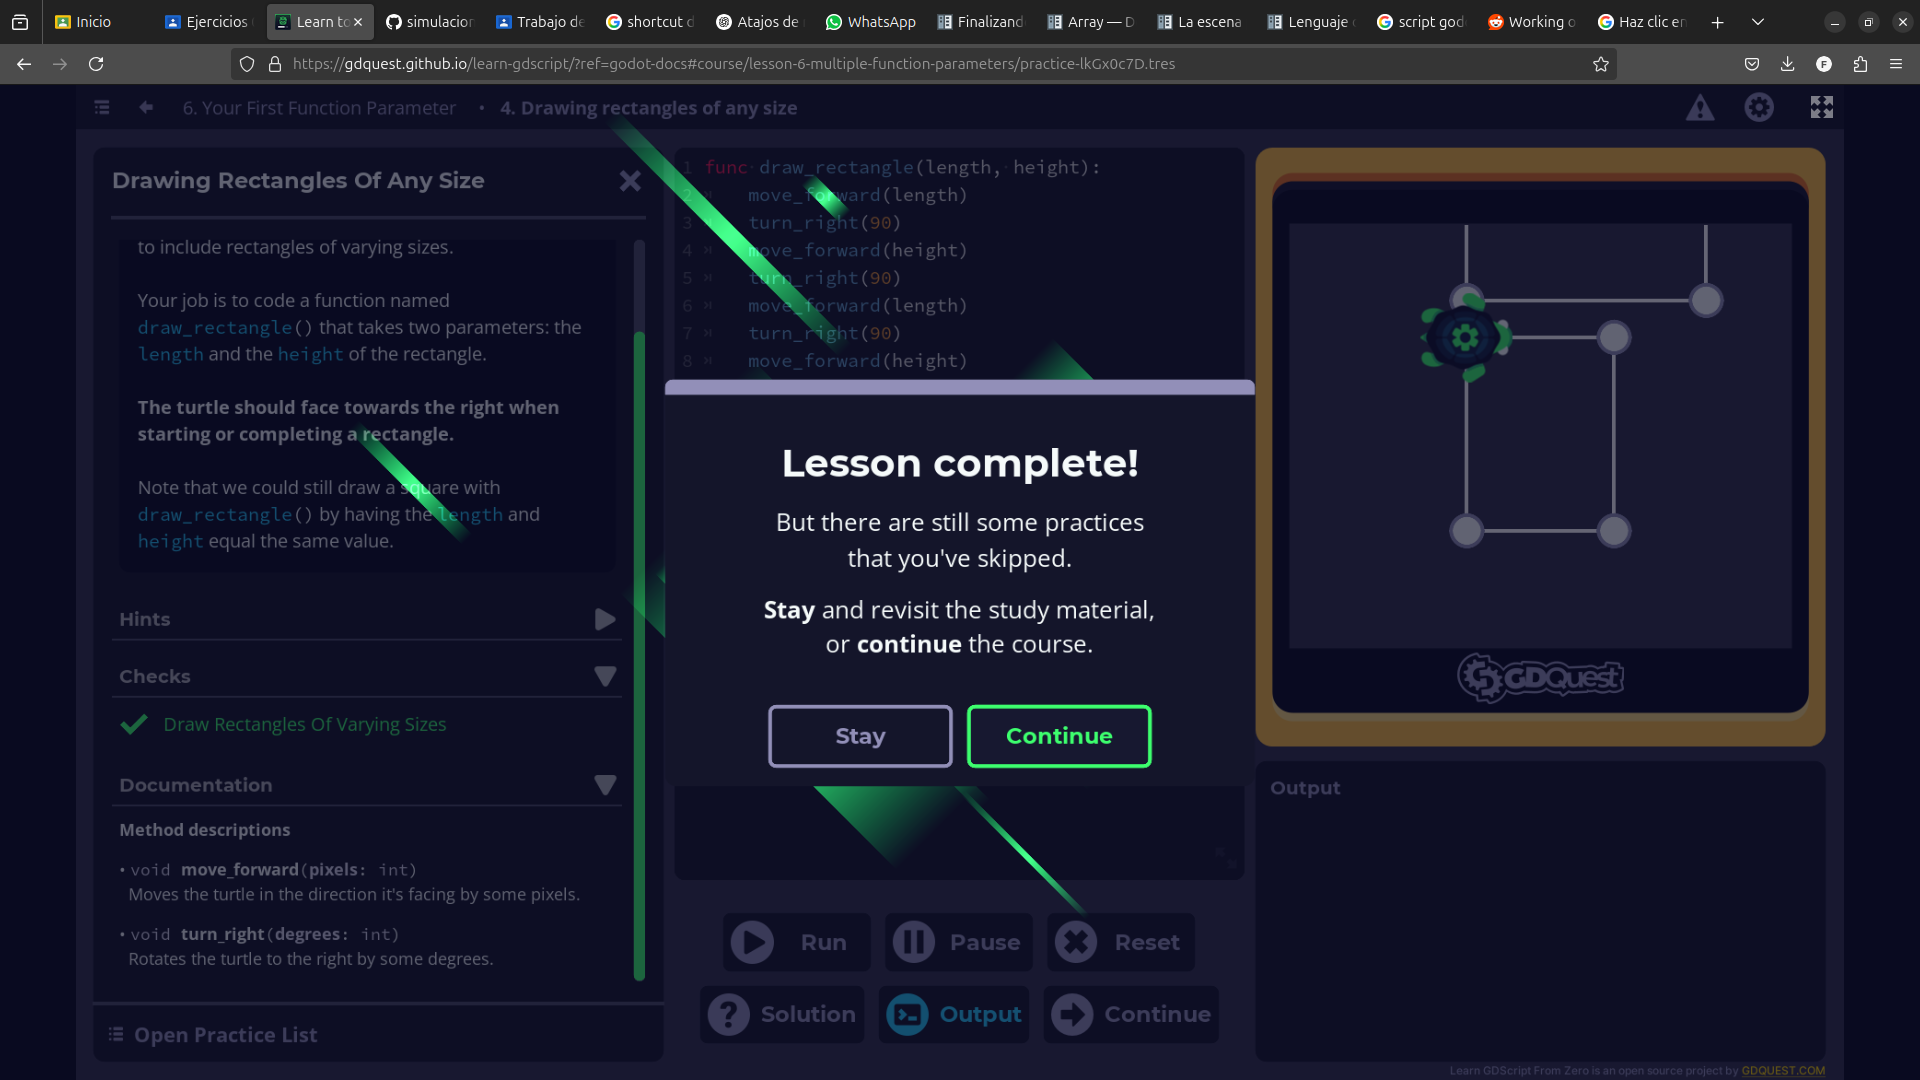 Inicio
Ejercicios
Learn to
simulacion
Trabajo de
shortcut d
Atajos de
WhatsApp
Finalizando
Array — D
La escena
Lenguaje
script god
Working o
Haz clic en
https://gdquest.github.io/learn-gdscript/?ref=godot-docs#course/lesson-6-multiple-function-parameters/practice-lkGx0c7D.tres
F
6. Your First Function Parameter • 4. Drawing rectangles of any size
Drawing Rectangles Of Any Size
to include rectangles of varying sizes.
Your job is to code a function named
draw_rectangle() that takes two parameters: the
length and the height of the rectangle.
The turtle should face towards the right when
starting or completing a rectangle.
Note that we could still draw a square with
draw_rectangle() by having the length and
height equal the same value.
Hints
Checks
Draw Rectangles Of Varying Sizes
Documentation
Method descriptions
• void move_forward(pixels: int)
Moves the turtle in the direction it's facing by some pixels.
• void turn_right(degrees: int)
Rotates the turtle to the right by some degrees.
Open Practice List
1 func draw_rectangle(length, height):
2 move_forward(length)
3 turn_right(90)
4 move_forward(height)
5 turn_right(90)
6 move_forward(length)
7 turn_right(90)
8 move_forward(height)
Lesson complete!
But there are still some practices
that you've skipped.
Stay and revisit the study material,
or continue the course.
Stay
Continue
Run
Pause
Reset
Solution
Output
Continue
GDQuest
Output
Learn GDScript From Zero is an open source project by GDQUEST.COM